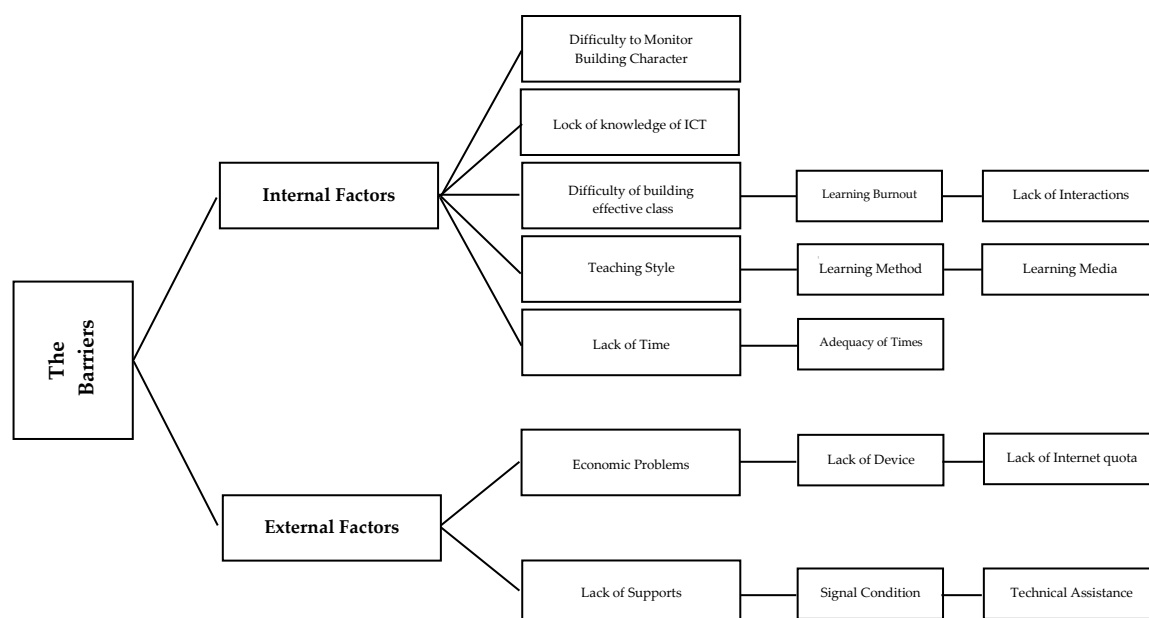 Difficulty to Monitor
Building Character
Lock of knowledge of ICT
Internal Factors
Difficulty of building
effective class
Learning Burnout
Lack of Interactions
Teaching Style
Learning Method
Learning Media
The
Barriers
Lack of Time
Adequacy of Times
Economic Problems
Lack of Device
Lack of Internet quota
External Factors
Lack of Supports
Signal Condition
Technical Assistance